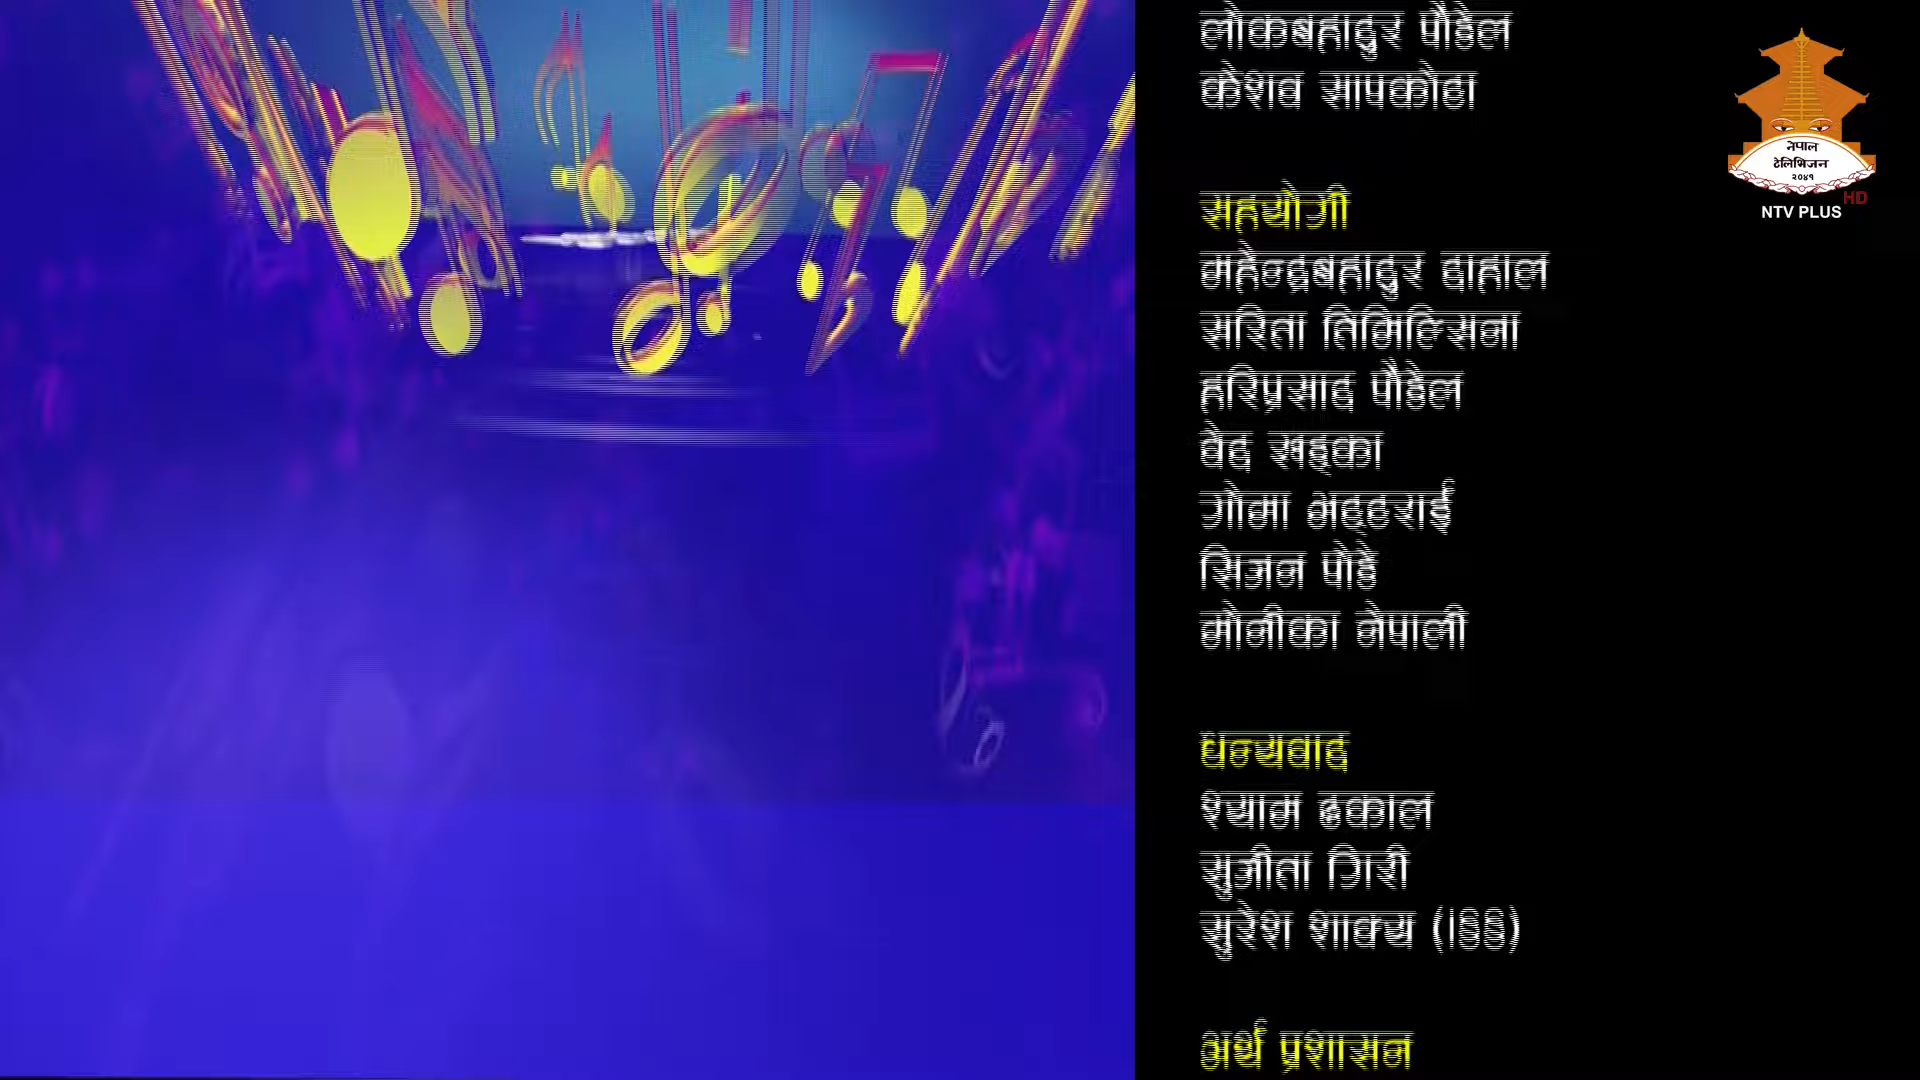 लोकबहादुर पौडेल
केशव सापकोटा
सहयोगी
महेन्द्रबहादुर दाहाल
सरिता तिमिल्सिना
हरिप्रसाद पौडेल
वेद खड्का
गोमा भट्टराई
सिजन पोडे
मोनीका नेपाली
धन्यवाद
श्याम ढकाल
सुजीता गिरी
सुरेश शाक्य (ISS)
अर्थ प्रशासन
नेपाल
टेलिभिजन
२०४१
HD
NTV PLUS